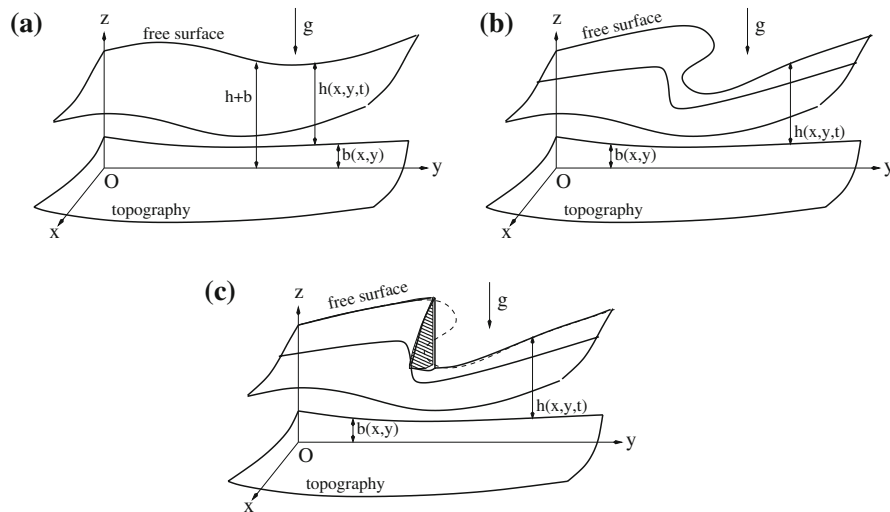 (a)
z
free surface
g
h+b
h(x,y,t)
b(x,y)
O
y
topography
x
(b)
z
free surface
g
h(x,y,t)
b(x,y)
O
y
topography
x
(c)
z
free surface
g
h(x,y,t)
b(x,y)
O
y
topography
x